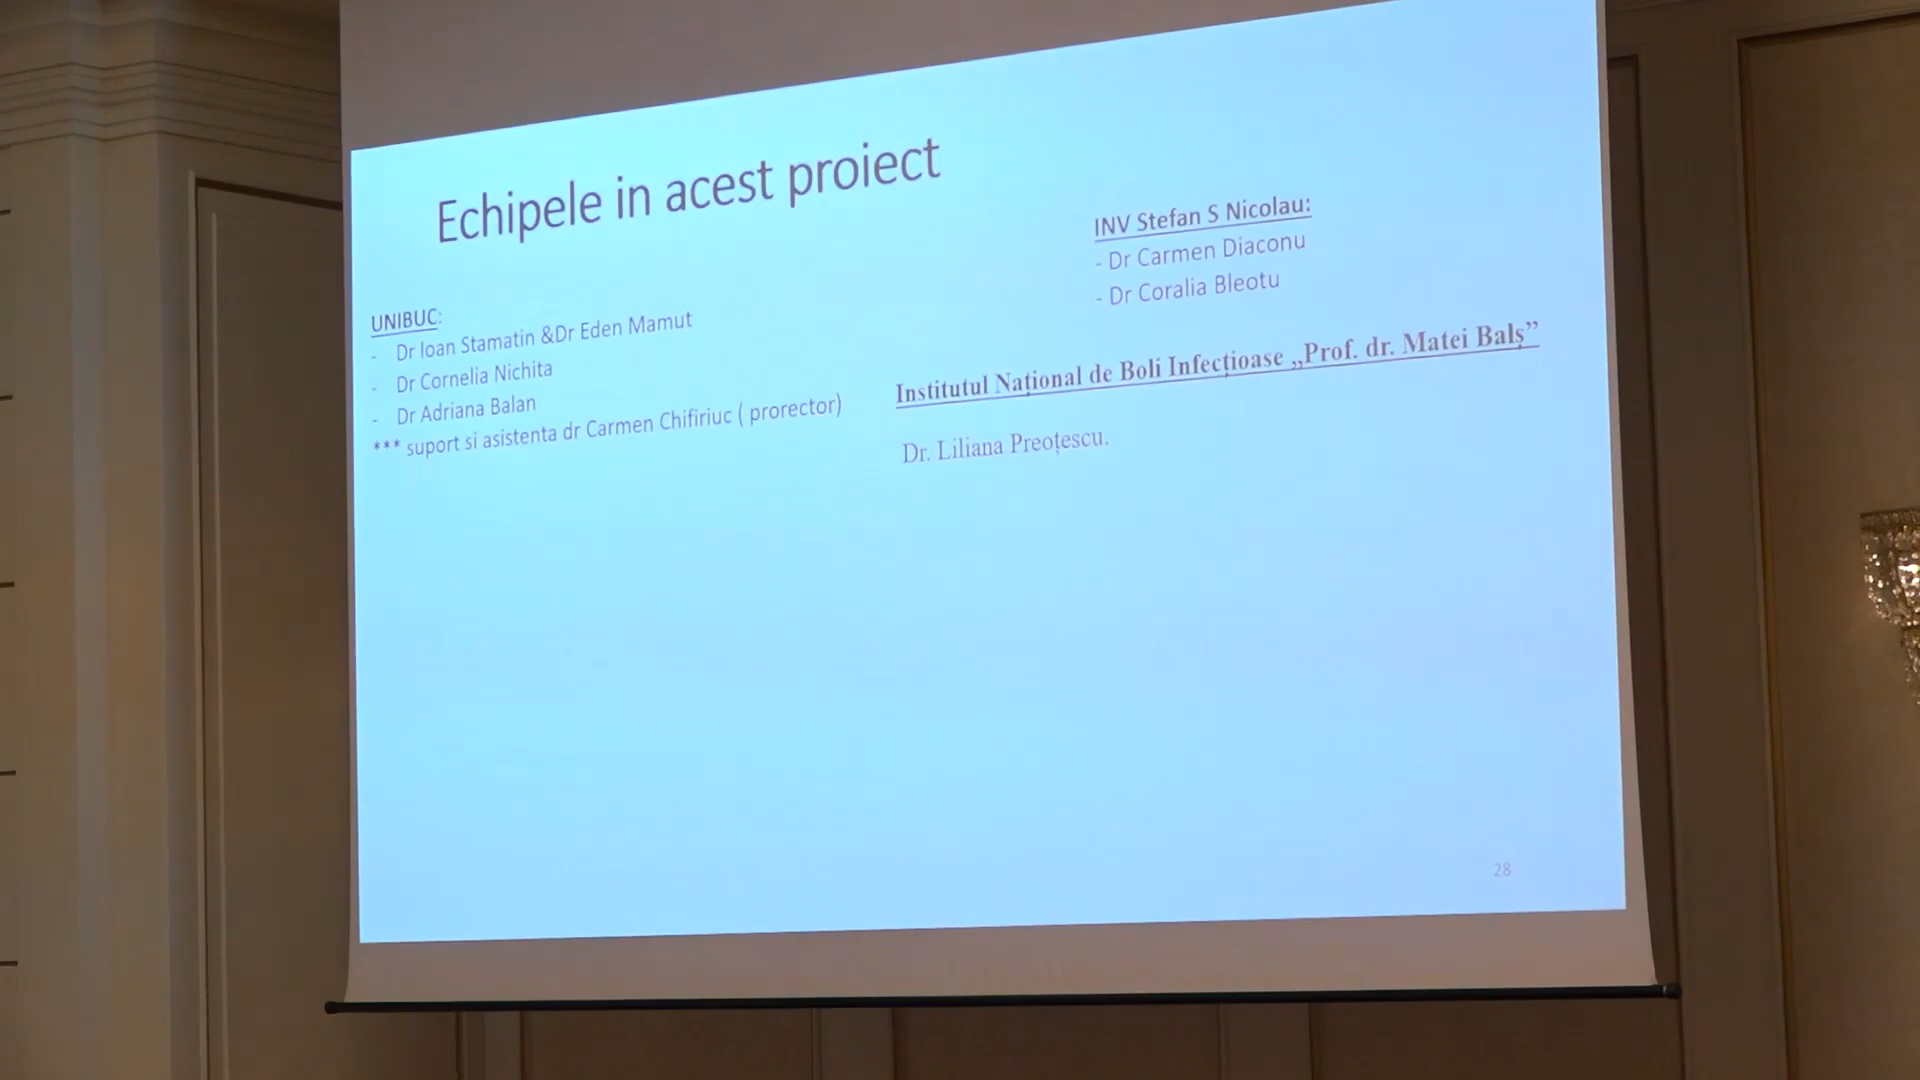 Echipele in acest proiect
UNIBUC:
- Dr Ioan Stamatin &Dr Eden Mamut
- Dr Cornelia Nichita
- Dr Adriana Balan
*** suport si asistenta dr Carmen Chifiriuc ( prorector)
INV Stefan S Nicolau:
- Dr Carmen Diaconu
- Dr Coralia Bleotu
Institutul Național de Boli Infecțioase „Prof. dr. Matei Balș”
Dr. Liliana Preoțescu.
28